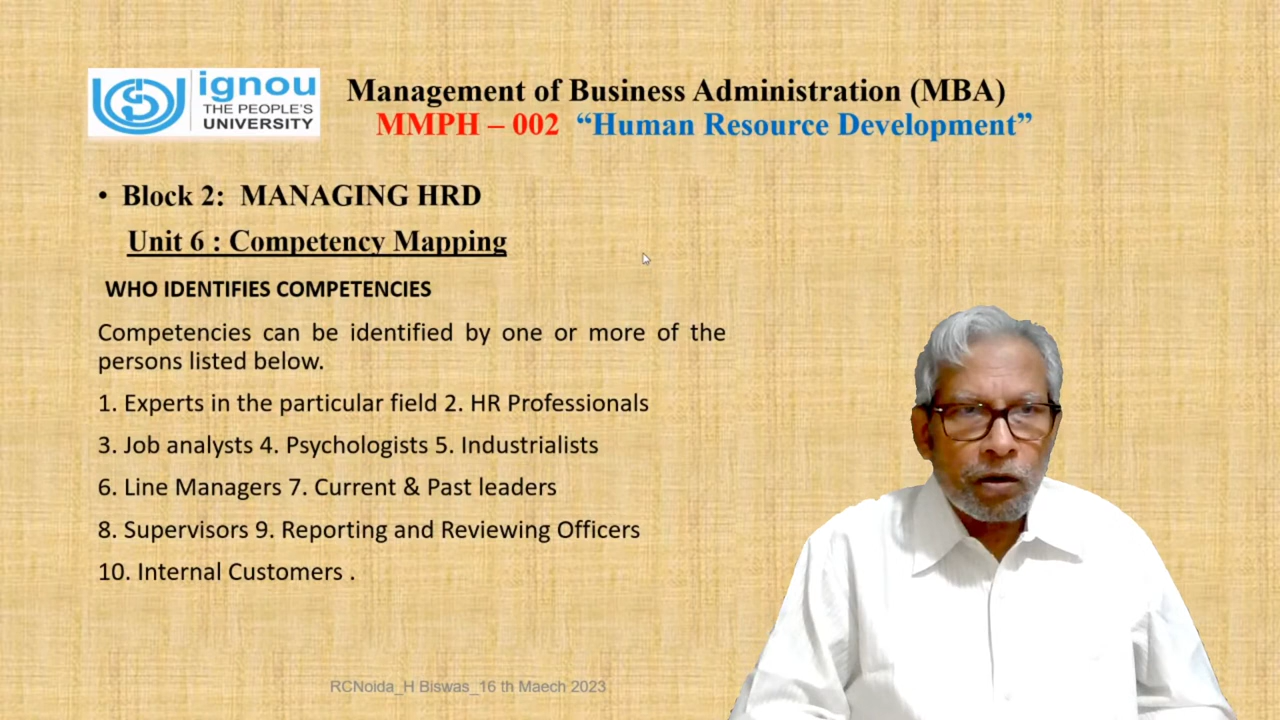 ignou
THE PEOPLE'S
UNIVERSITY
Management of Business Administration (MBA)
MMPH – 002 “Human Resource Development”
• Block 2: MANAGING HRD
Unit 6 : Competency Mapping
WHO IDENTIFIES COMPETENCIES
Competencies can be identified by one or more of the
persons listed below.
1. Experts in the particular field 2. HR Professionals
3. Job analysts 4. Psychologists 5. Industrialists
6. Line Managers 7. Current & Past leaders
8. Supervisors 9. Reporting and Reviewing Officers
10. Internal Customers .
RCNoida_H Biswas_16 th Maech 2023